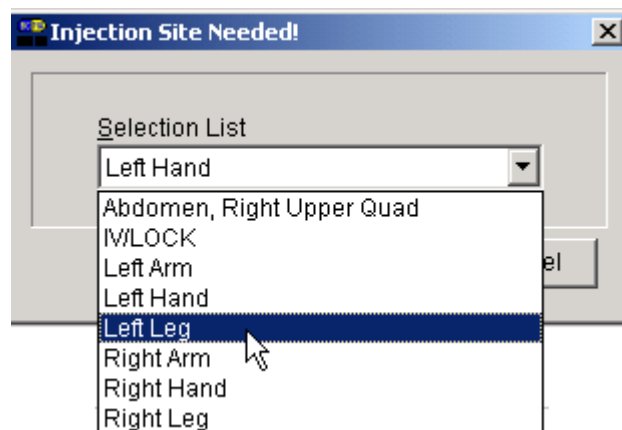 Injection Site Needed!
Selection List
Left Hand
Abdomen, Right Upper Quad
IV/LOCK
Left Arm
el
Left Hand
Left Leg
Right Arm
Right Hand
Right Leg